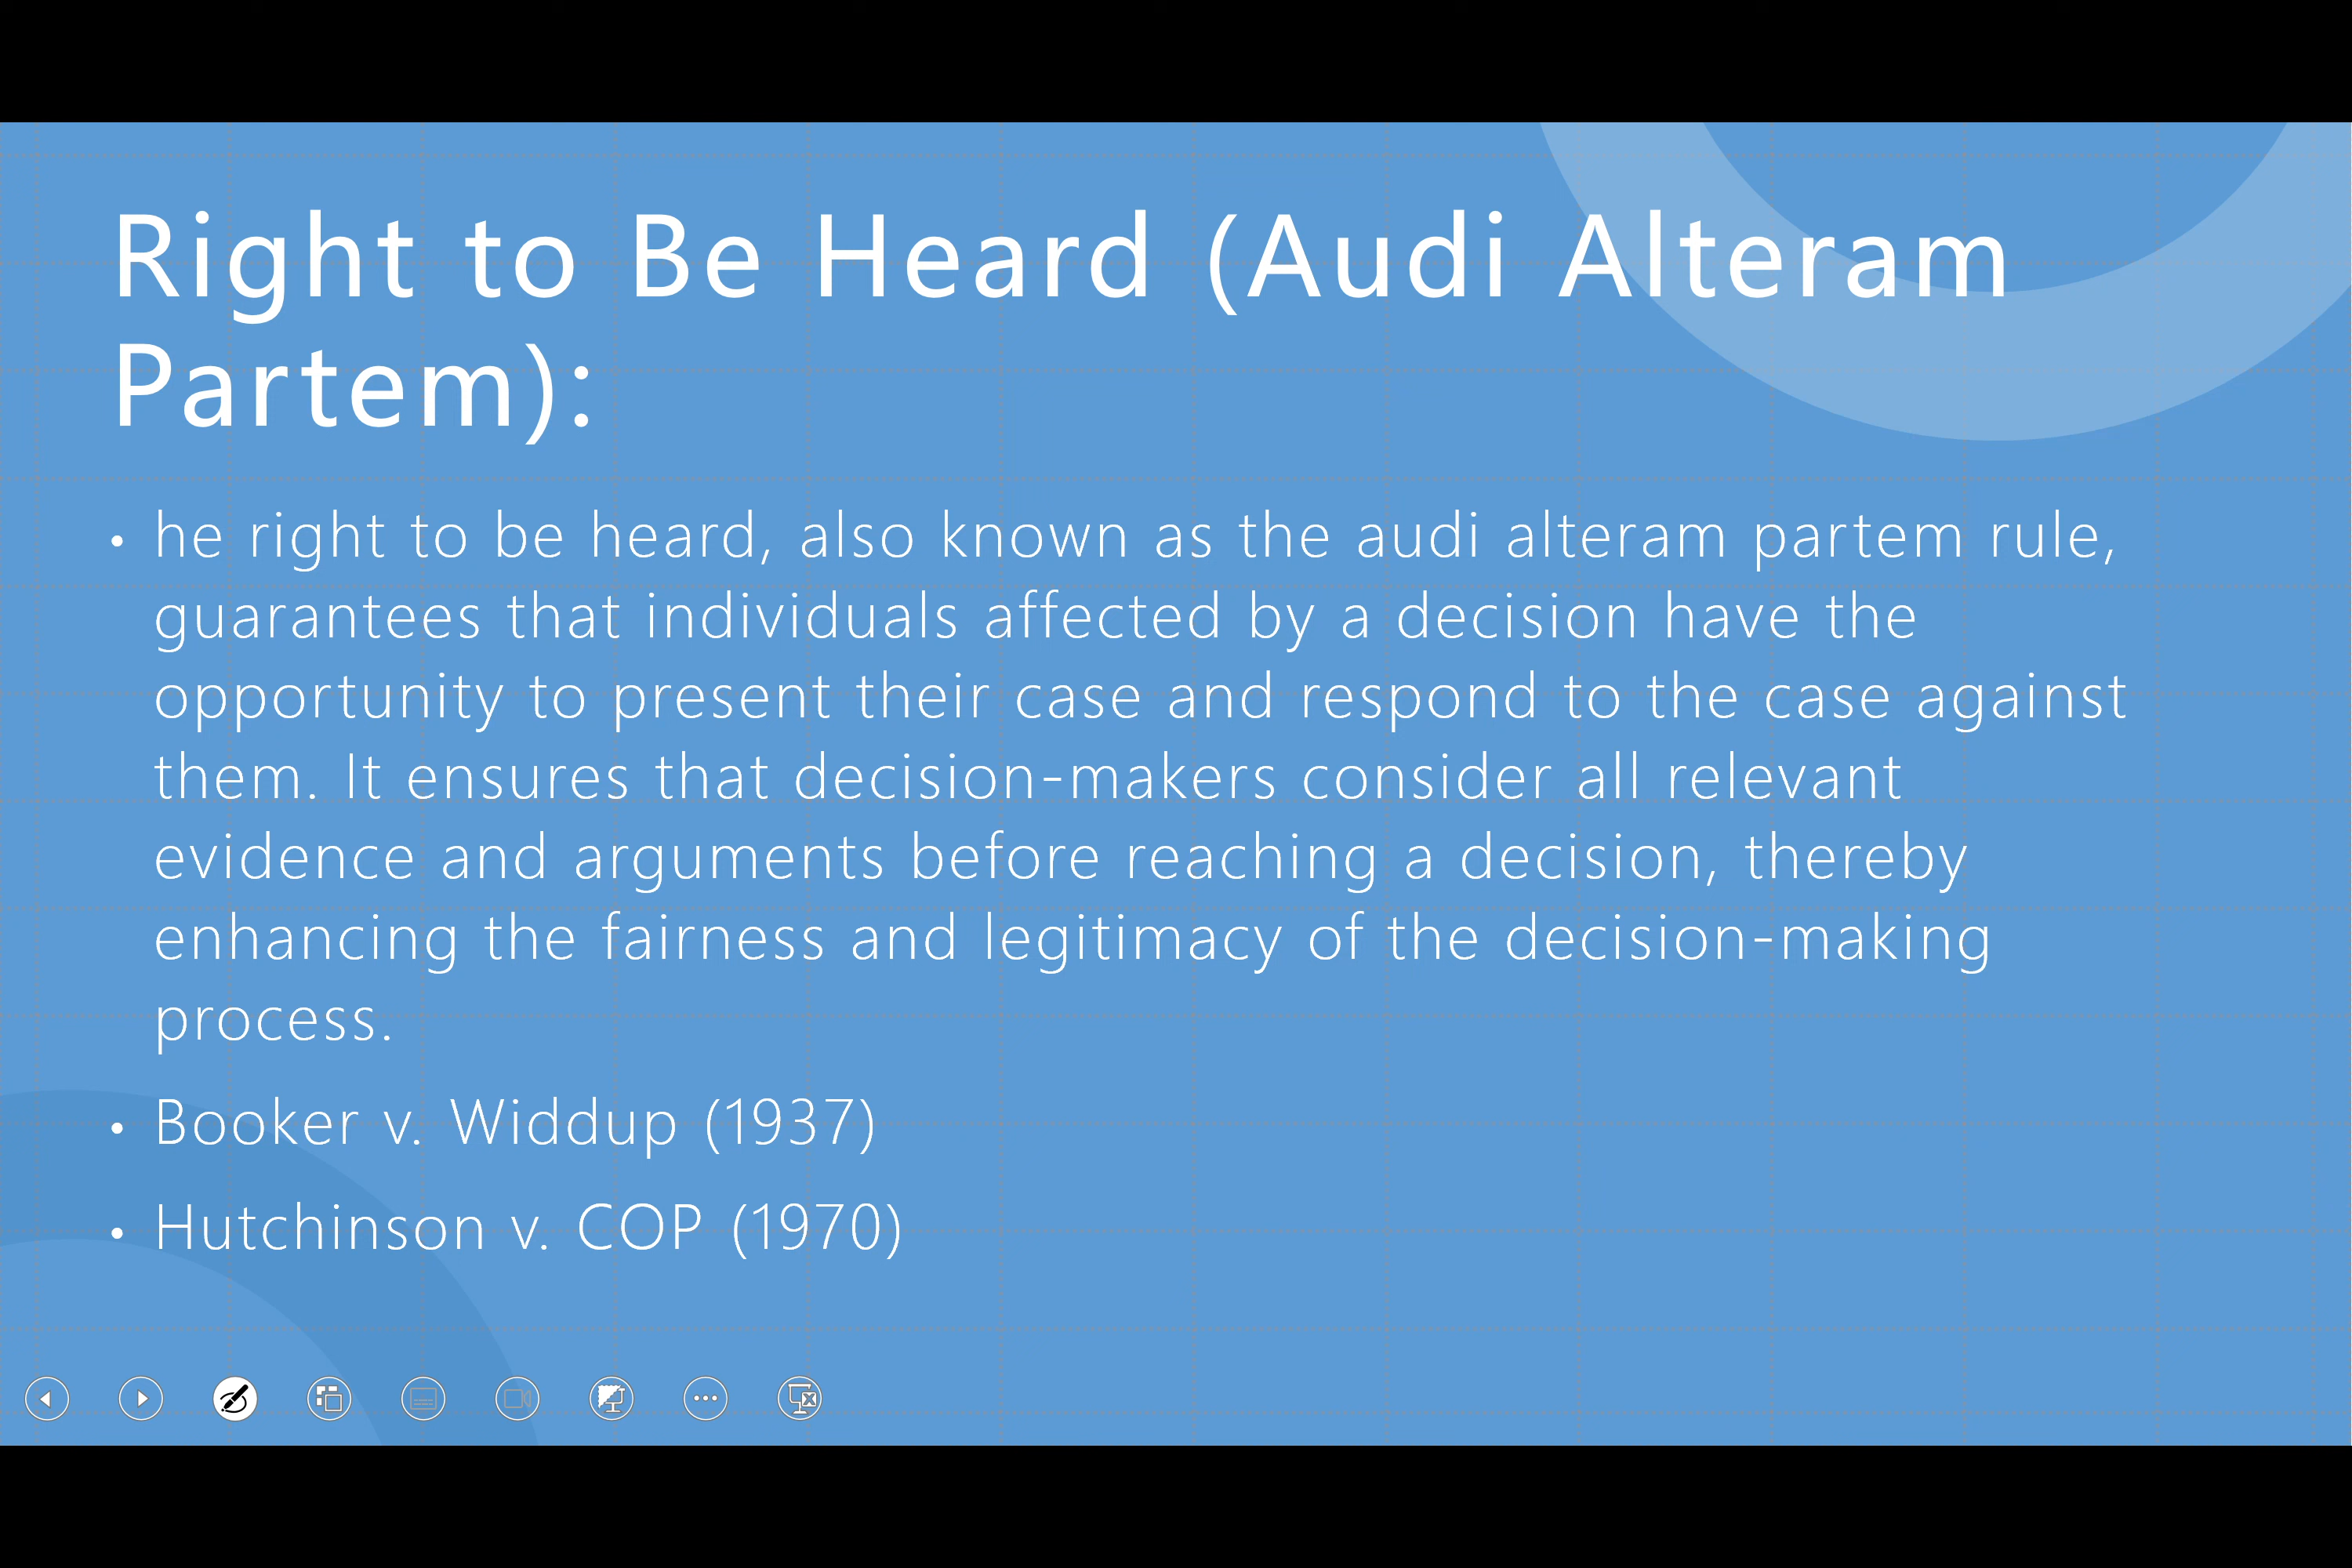 Right to Be Heard (Audi Alteram
Partem):
• he right to be heard, also known as the audi alteram partem rule,
guarantees that individuals affected by a decision have the
opportunity to present their case and respond to the case against
them. It ensures that decision-makers consider all relevant
evidence and arguments before reaching a decision, thereby
enhancing the fairness and legitimacy of the decision-making
process.
• Booker v. Widdup (1937)
• Hutchinson v. COP (1970)